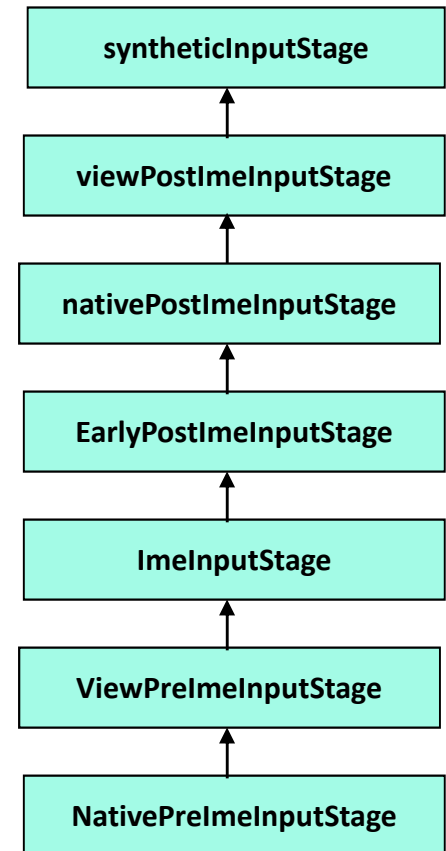 syntheticInputStage
viewPostImeInputStage
nativePostImeInputStage
EarlyPostImeInputStage
ImeInputStage
ViewPreImeInputStage
NativePreImeInputStage